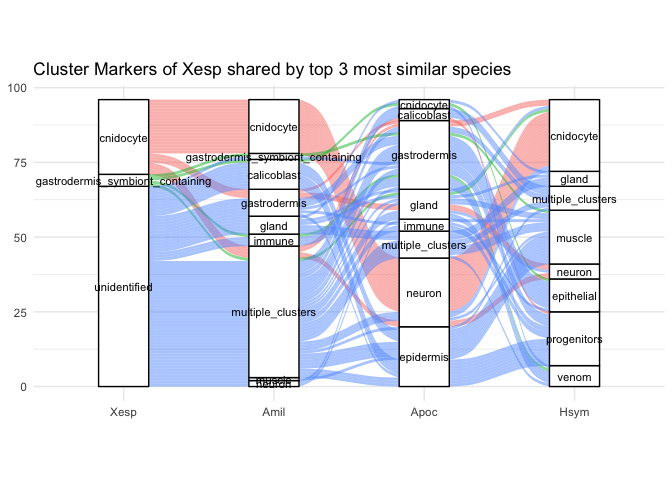 Cluster Markers of Xesp shared by top 3 most similar species
100
75
50
25
0
cnidocyte
gastrodermis_symbiont_containing
unidentified
cnidocyte
gastrodermis_symbiont_containing
calicoblast
gastrodermis
gland
immune
multiple_clusters
muscle
neuron
cnidocyte
calicoblast
gastrodermis
gland
immune
multiple_clusters
neuron
epidermis
cnidocyte
gland
multiple_clusters
muscle
neuron
epithelial
progenitors
venom
Xesp
Amil
Apoc
Hsym